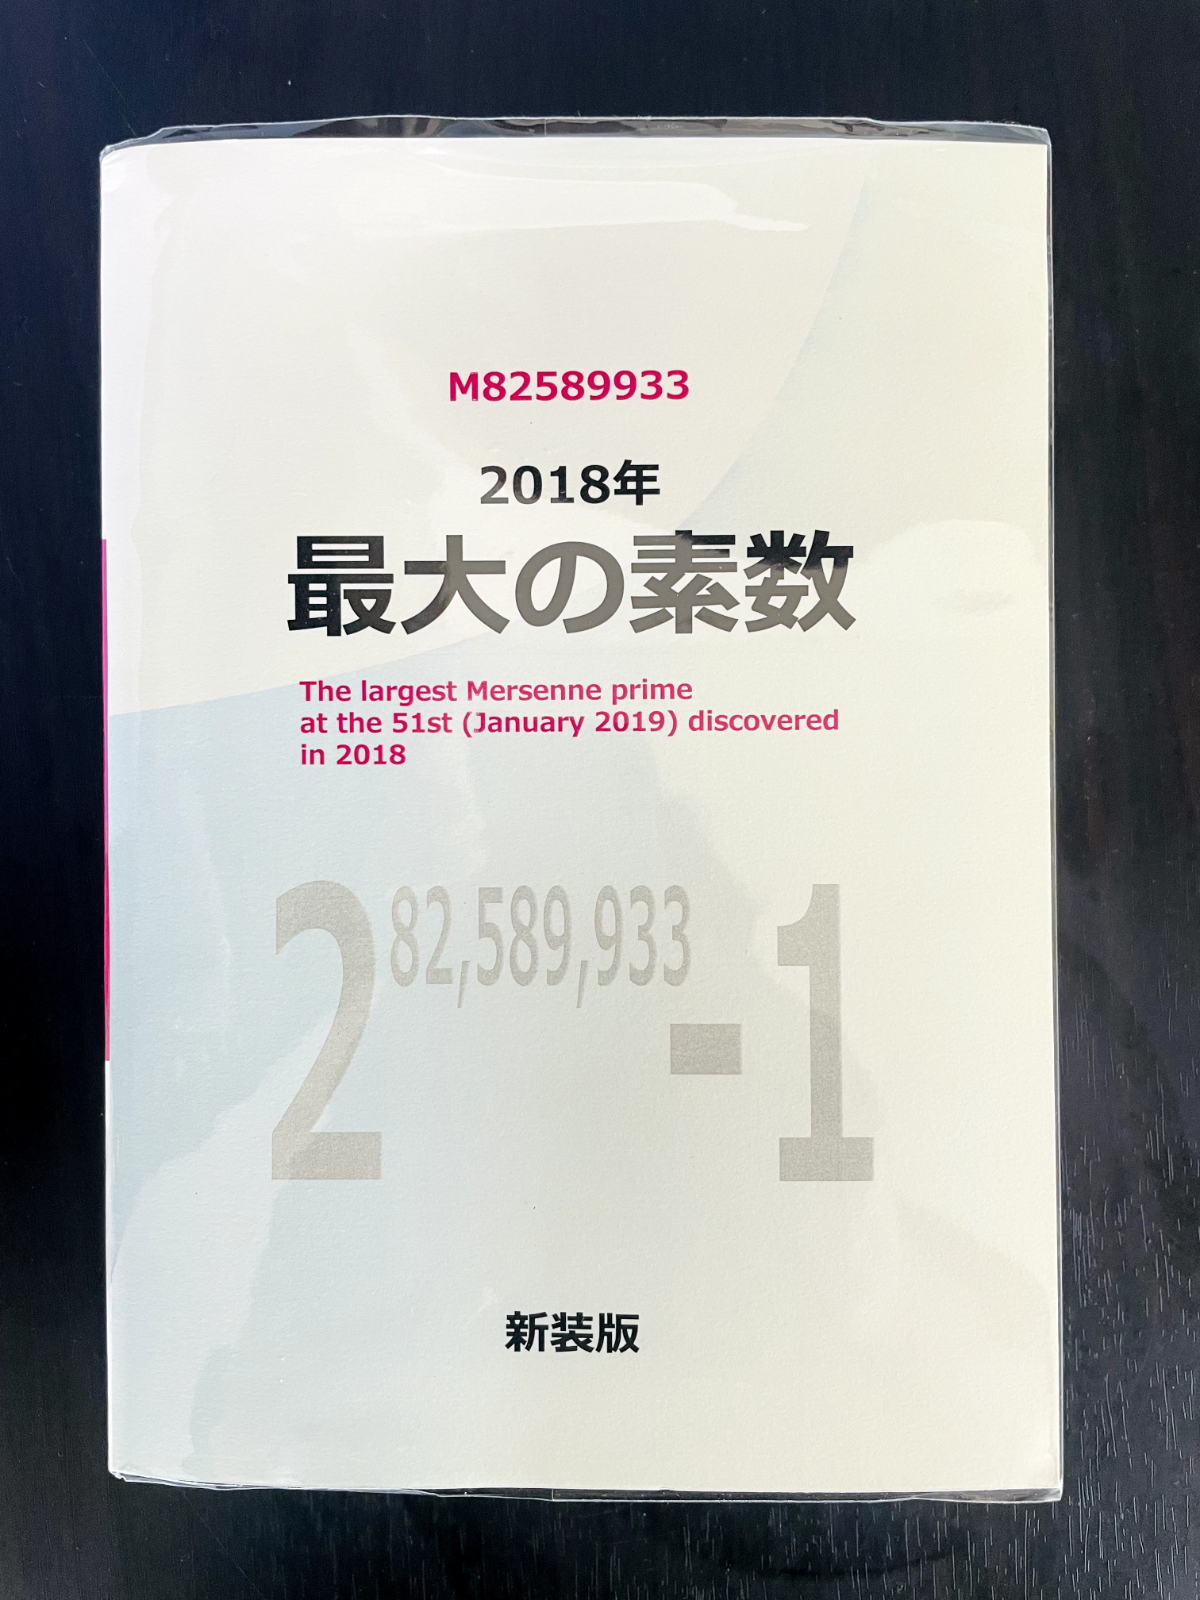 M82589933
2018年
最大の素数
The largest Mersenne prime
at the 51st (January 2019) discovered
in 2018
2^82,589,933-1
新装版